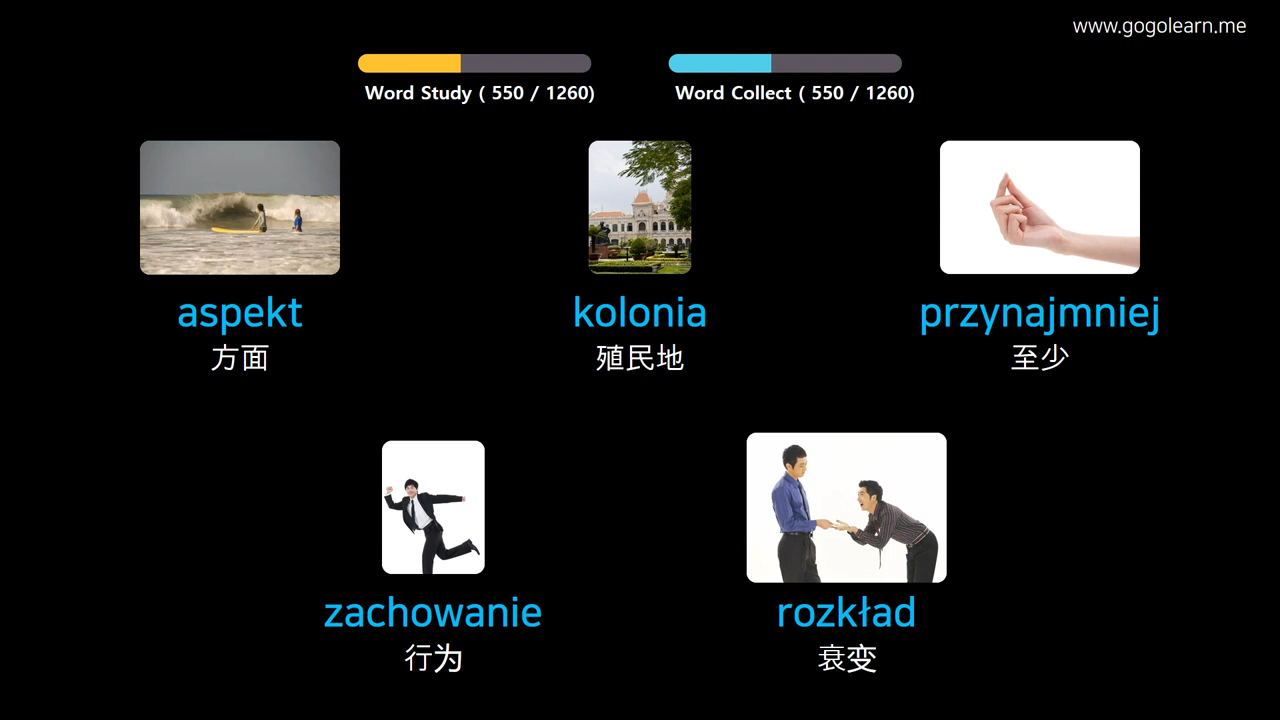 www.gogolearn.me
Word Study ( 550 / 1260)
Word Collect ( 550 / 1260)
aspekt
方面
kolonia
殖民地
przynajmniej
至少
zachowanie
行为
rozkład
衰变